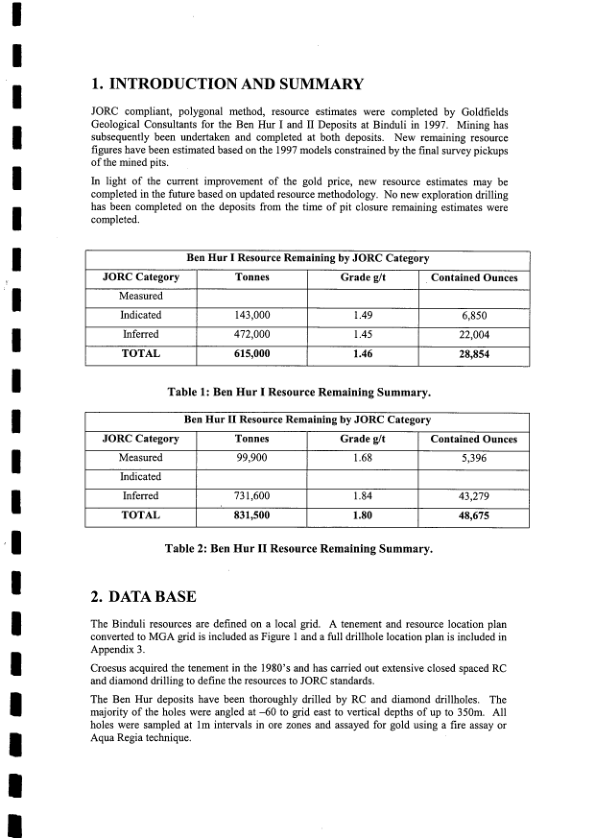 1. INTRODUCTION AND SUMMARY
JORC compliant, polygonal method, resource estimates were completed by Goldfields
Geological Consultants for the Ben Hur I and II Deposits at Binduli in 1997. Mining has
subsequently been undertaken and completed at both deposits. New remaining resource
figures have been estimated based on the 1997 models constrained by the final survey pickups
of the mined pits.
In light of the current improvement of the gold price, new resource estimates may be
completed in the future based on updated resource methodology. No new exploration drilling
has been completed on the deposits from the time of pit closure remaining estimates were
completed.
Ben Hur I Resource Remaining by JORC Category
JORC Category Tonnes Grade g/t Contained Ounces
Measured
Indicated 143,000 1.49 6,850
Inferred 472,000 1.45 22,004
TOTAL 615,000 1.46 28,854
Table 1: Ben Hur I Resource Remaining Summary.
Ben Hur II Resource Remaining by JORC Category
JORC Category Tonnes Grade g/t Contained Ounces
Measured 99,900 1.68 5,396
Indicated
Inferred 731,600 1.84 43,279
TOTAL 831,500 1.80 48,675
Table 2: Ben Hur II Resource Remaining Summary.
2. DATA BASE
The Binduli resources are defined on a local grid. A tenement and resource location plan
converted to MGA grid is included as Figure 1 and a full drillhole location plan is included in
Appendix 3.
Croesus acquired the tenement in the 1980's and has carried out extensive closed spaced RC
and diamond drilling to define the resources to JORC standards.
The Ben Hur deposits have been thoroughly drilled by RC and diamond drillholes. The
majority of the holes were angled at –60 to grid east to vertical depths of up to 350m. All
holes were sampled at 1m intervals in ore zones and assayed for gold using a fire assay or
Aqua Regia technique.